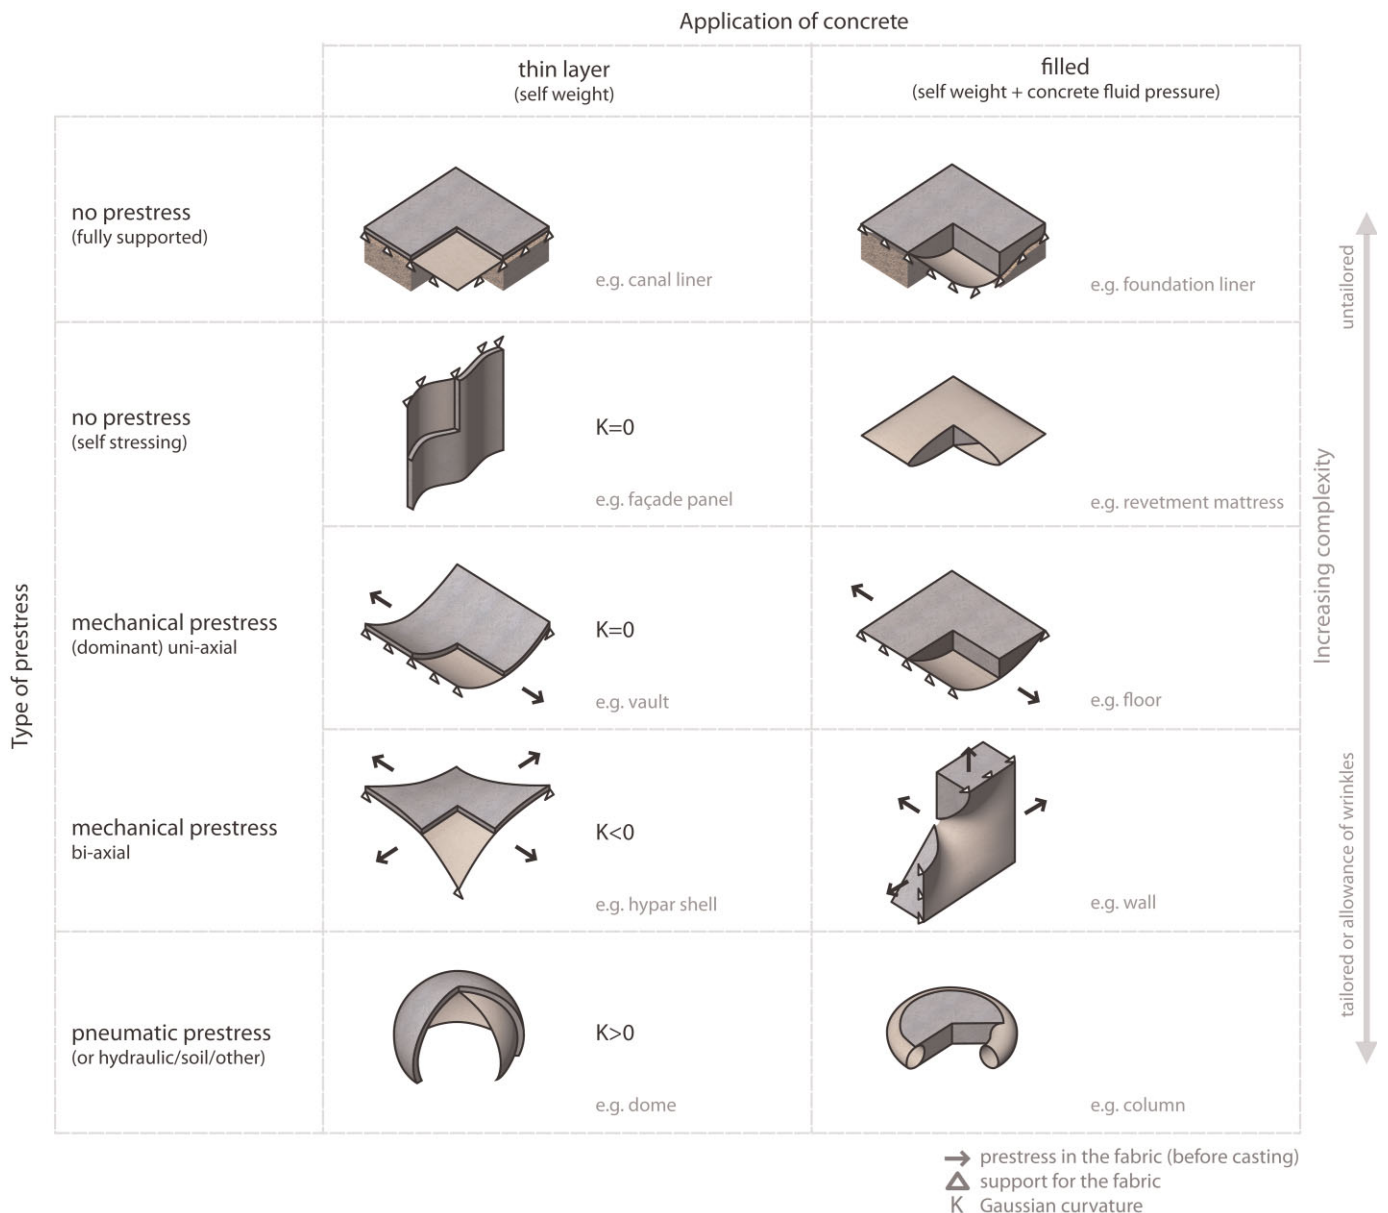 Application of concrete
thin layer
(self weight)
filled
(self weight + concrete fluid pressure)
Type of prestress
no prestress
(fully supported)
e.g. canal liner
e.g. foundation liner
no prestress
(self stressing)
K=0
e.g. façade panel
e.g. revetment mattress
mechanical prestress
(dominant) uni-axial
K=0
e.g. vault
e.g. floor
mechanical prestress
bi-axial
K<0
e.g. hypar shell
e.g. wall
pneumatic prestress
(or hydraulic/soil/other)
K>0
e.g. dome
e.g. column
Increasing complexity
untailored
tailored or allowance of wrinkles
prestress in the fabric (before casting)
support for the fabric
K Gaussian curvature